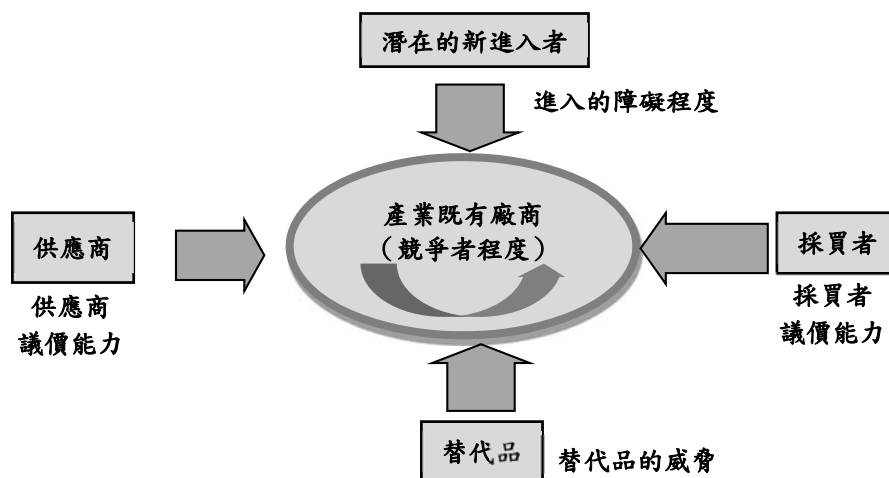 潛在的新進入者
進入的障礙程度
產業既有廠商
（競爭者程度）
供應商
供應商
議價能力
採買者
採買者
議價能力
替代品
替代品的威脅